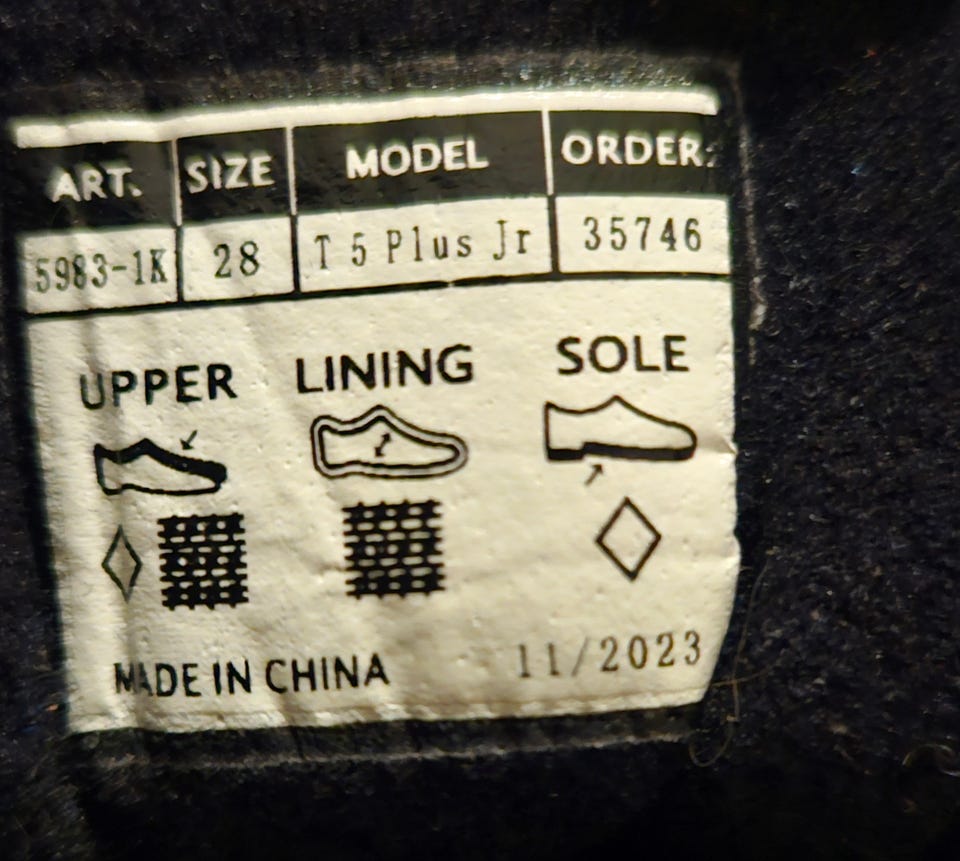 ART. SIZE MODEL ORDER:
5983-1K 28 T 5 Plus Jr 35746
UPPER LINING SOLE
MADE IN CHINA 11/2023